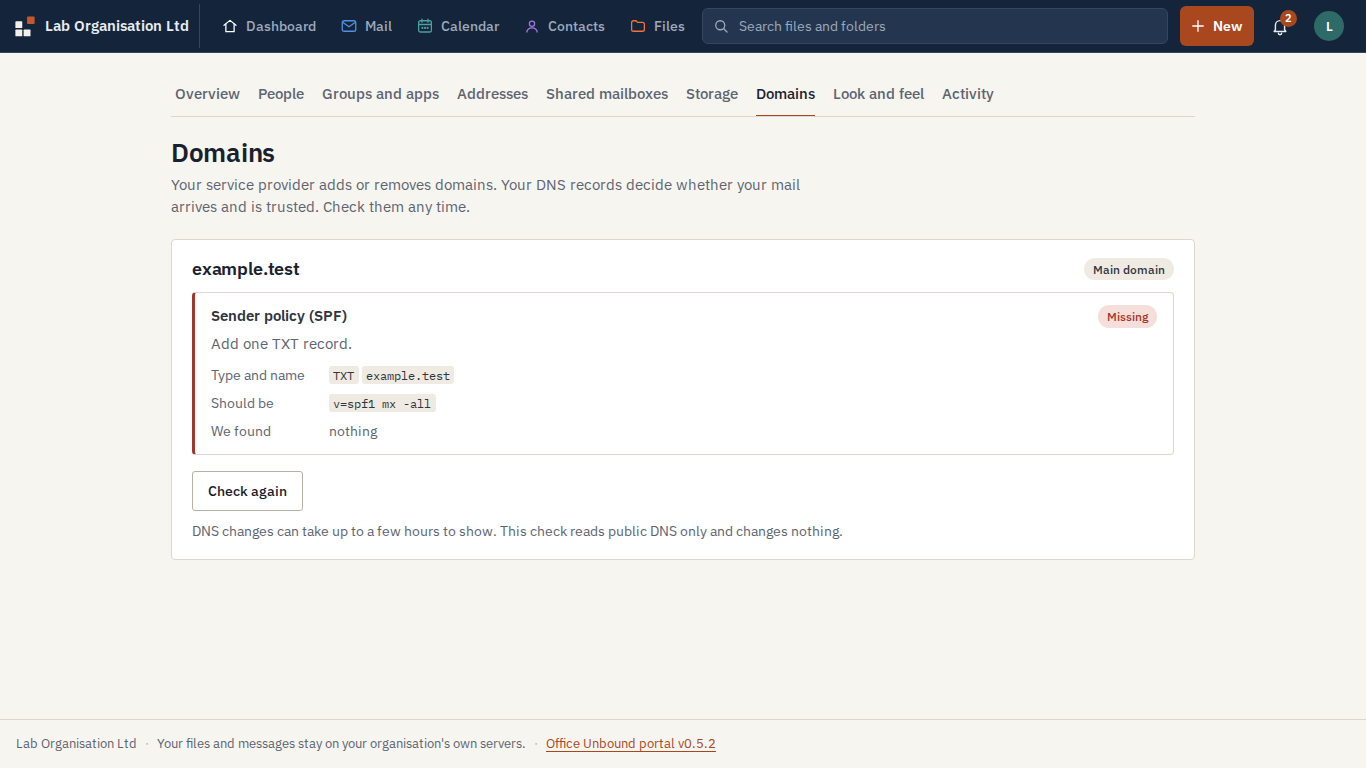 Lab Organisation Ltd
Dashboard
Mail
Calendar
Contacts
Files
Search files and folders
New
2
L
Overview
People
Groups and apps
Addresses
Shared mailboxes
Storage
Domains
Look and feel
Activity
Domains
Your service provider adds or removes domains. Your DNS records decide whether your mail
arrives and is trusted. Check them any time.
example.test
Main domain
Sender policy (SPF)
Missing
Add one TXT record.
Type and name TXT example.test
Should be v=spf1 mx -all
We found nothing
Check again
DNS changes can take up to a few hours to show. This check reads public DNS only and changes nothing.
Lab Organisation Ltd · Your files and messages stay on your organisation's own servers. · Office Unbound portal v0.5.2